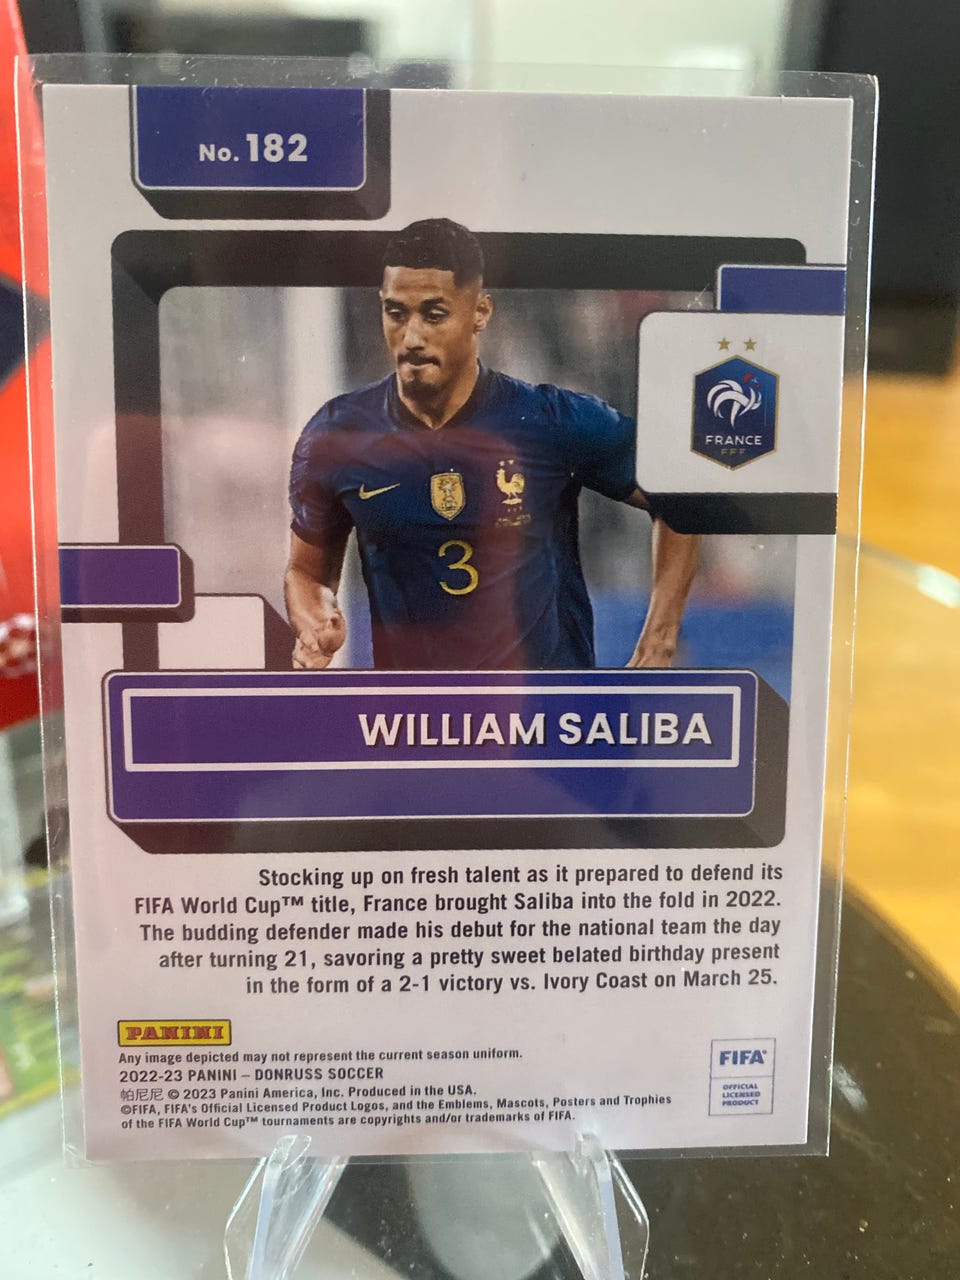 No. 182
FRANCE
FFF
3
WILLIAM SALIBA
Stocking up on fresh talent as it prepared to defend its
FIFA World Cup™ title, France brought Saliba into the fold in 2022.
The budding defender made his debut for the national team the day
after turning 21, savoring a pretty sweet belated birthday present
in the form of a 2-1 victory vs. Ivory Coast on March 25.
PANINI
Any image depicted may not represent the current season uniform.
2022-23 PANINI – DONRUSS SOCCER
帕尼尼 © 2023 Panini America, Inc. Produced in the USA.
©FIFA, FIFA's Official Licensed Product Logos, and the Emblems, Mascots, Posters and Trophies
of the FIFA World Cup™ tournaments are copyrights and/or trademarks of FIFA.
FIFA®
OFFICIAL
LICENSED
PRODUCT